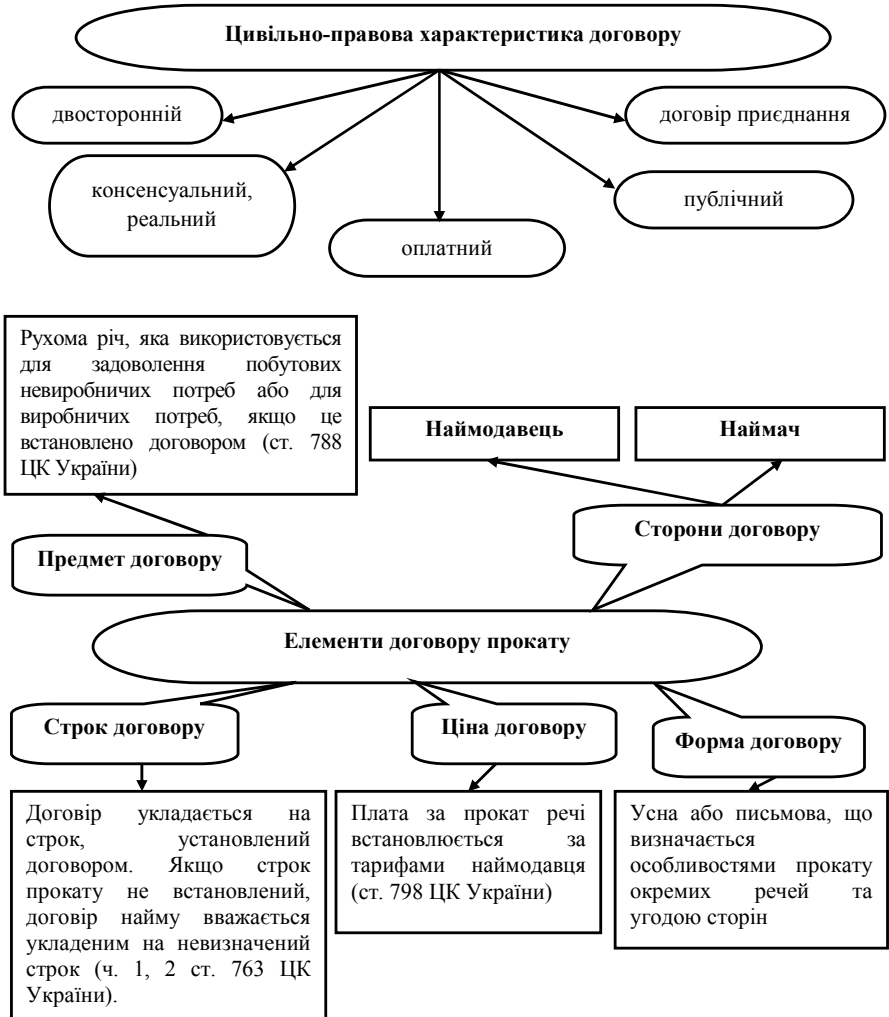 Цивільно-правова характеристика договору
двосторонній
договір приєднання
консенсуальний,
реальний
публічний
оплатний
Рухома річ, яка використовується
для задоволення побутових
невиробничих потреб або для
виробничих потреб, якщо це
встановлено договором (ст. 788
ЦК України)
Наймодавець
Наймач
Сторони договору
Предмет договору
Елементи договору прокату
Строк договору
Ціна договору
Форма договору
Договір укладається на
строк, установлений
договором. Якщо строк
прокату не встановлений,
договір найму вважається
укладеним на невизначений
строк (ч. 1, 2 ст. 763 ЦК
України).
Плата за прокат речі
встановлюється за
тарифами наймодавця
(ст. 798 ЦК України)
Усна або письмова, що
визначається
особливостями прокату
окремих речей та
угодою сторін